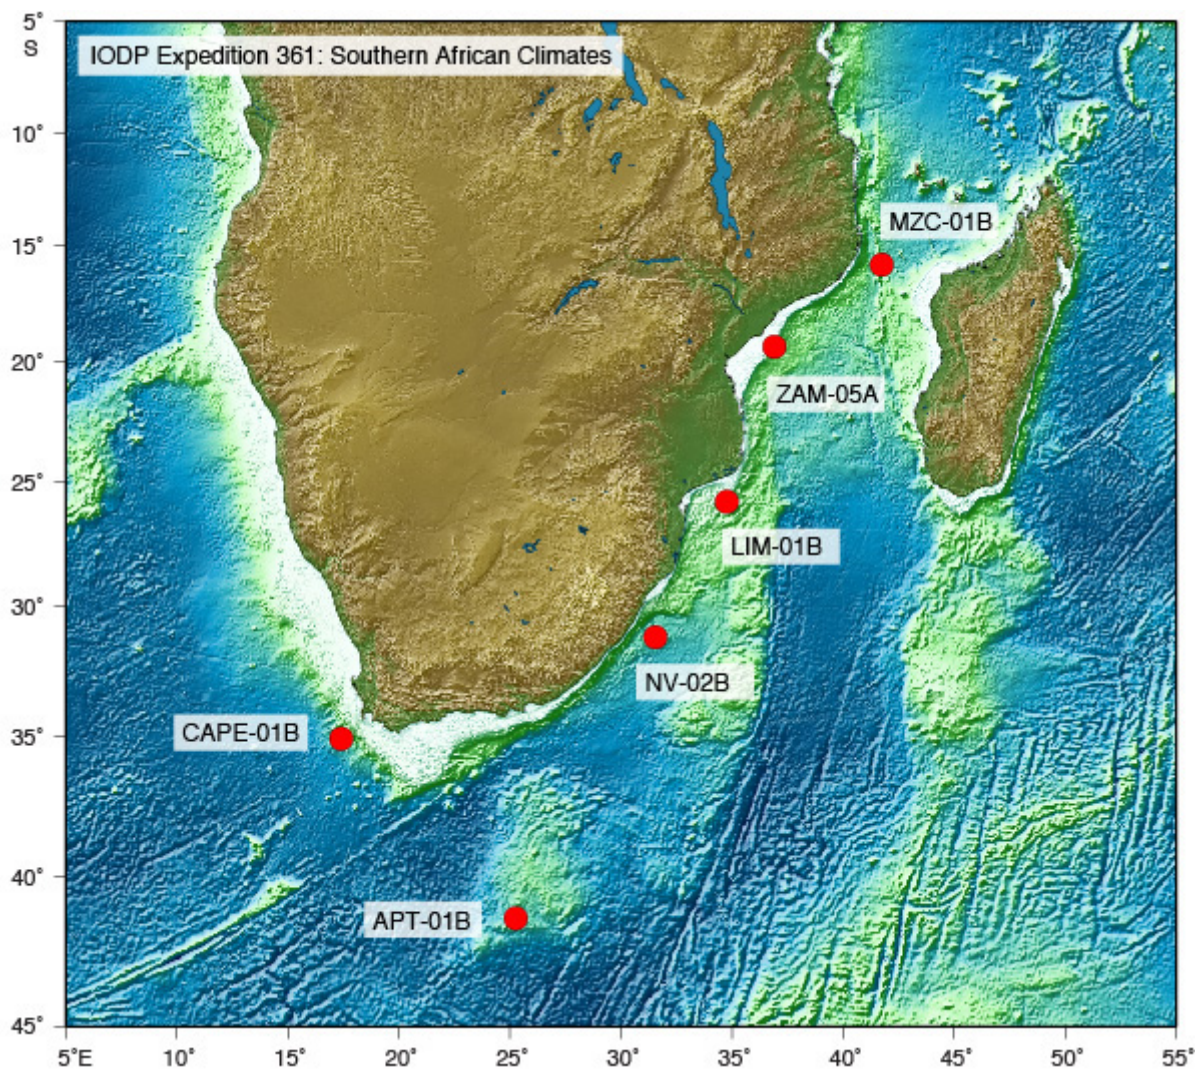 5°
S
IODP Expedition 361: Southern African Climates
10°
MZC-01B
15°
20°
ZAM-05A
25°
LIM-01B
30°
NV-02B
CAPE-01B
35°
40°
APT-01B
45°
5°E 10° 15° 20° 25° 30° 35° 40° 45° 50° 55°